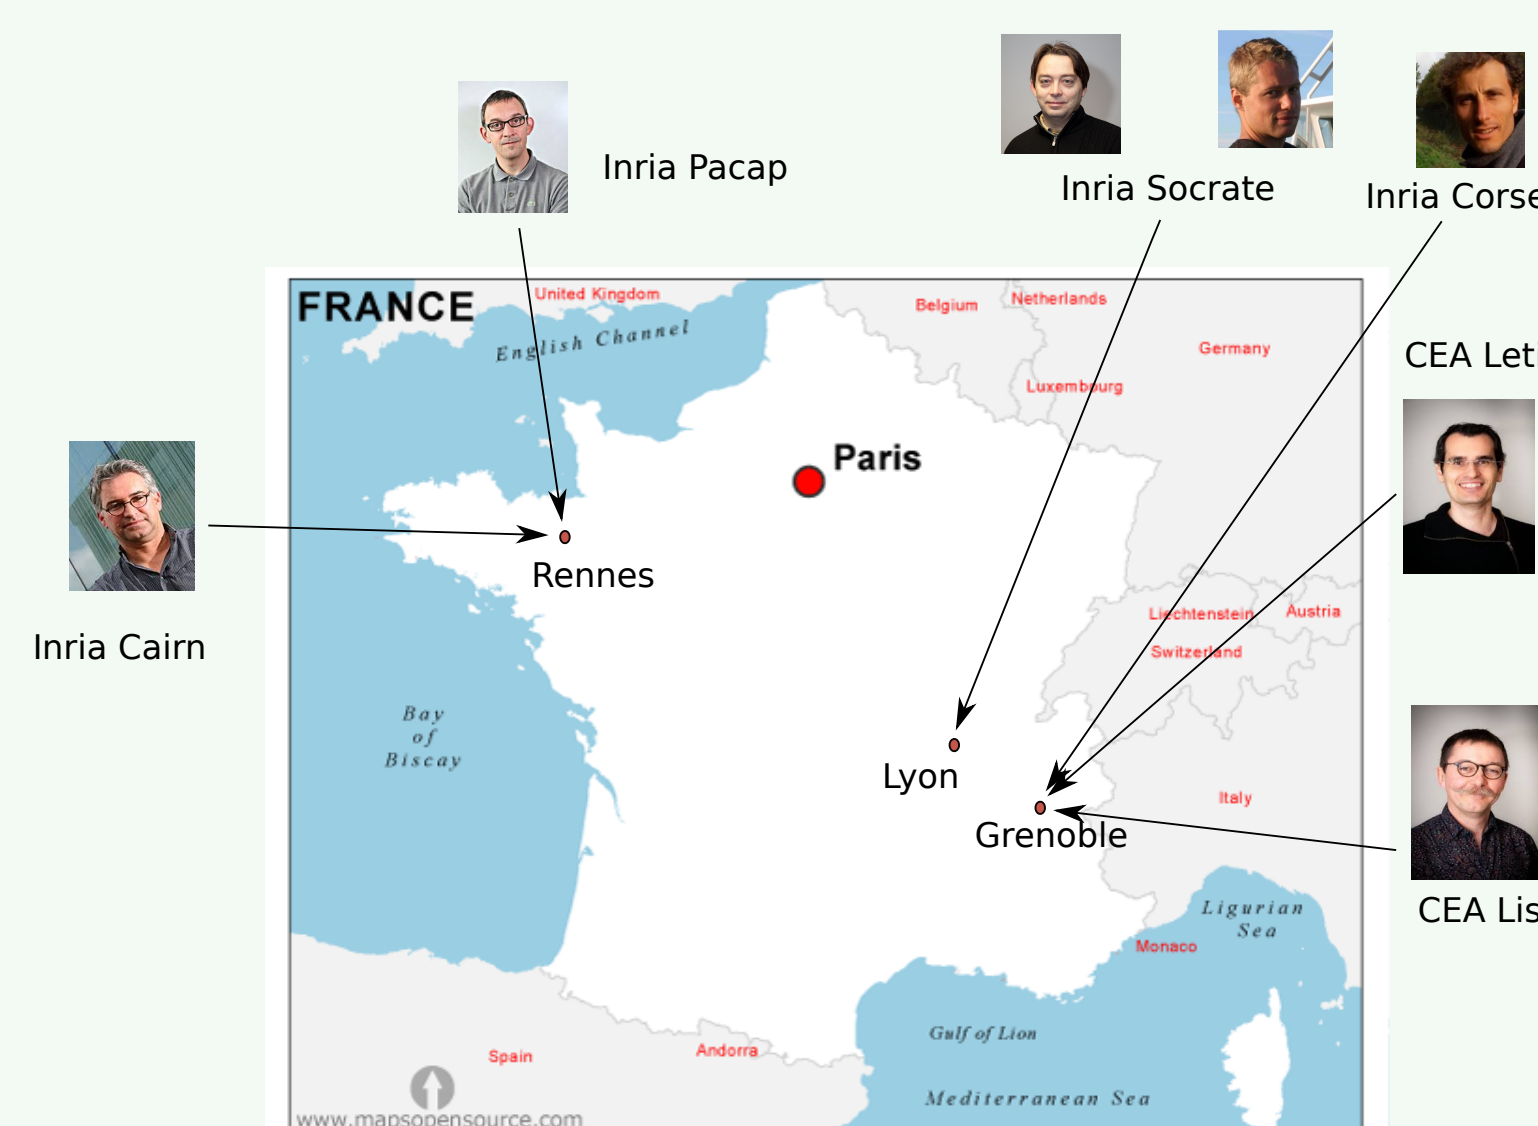 Inria Pacap
Inria Socrate
Inria Corse
FRANCE
United Kingdom
English Channel
Belgium
Netherlands
Germany
Luxembourg
CEA Leti
Paris
Rennes
Inria Cairn
Liechtenstein
Austria
Switzerland
Bay
of
Biscay
Lyon
Grenoble
Italy
CEA Lis
Ligurian
Sea
Monaco
Gulf of Lion
Spain
Andorra
Mediterranean Sea
www.mapsopensource.com